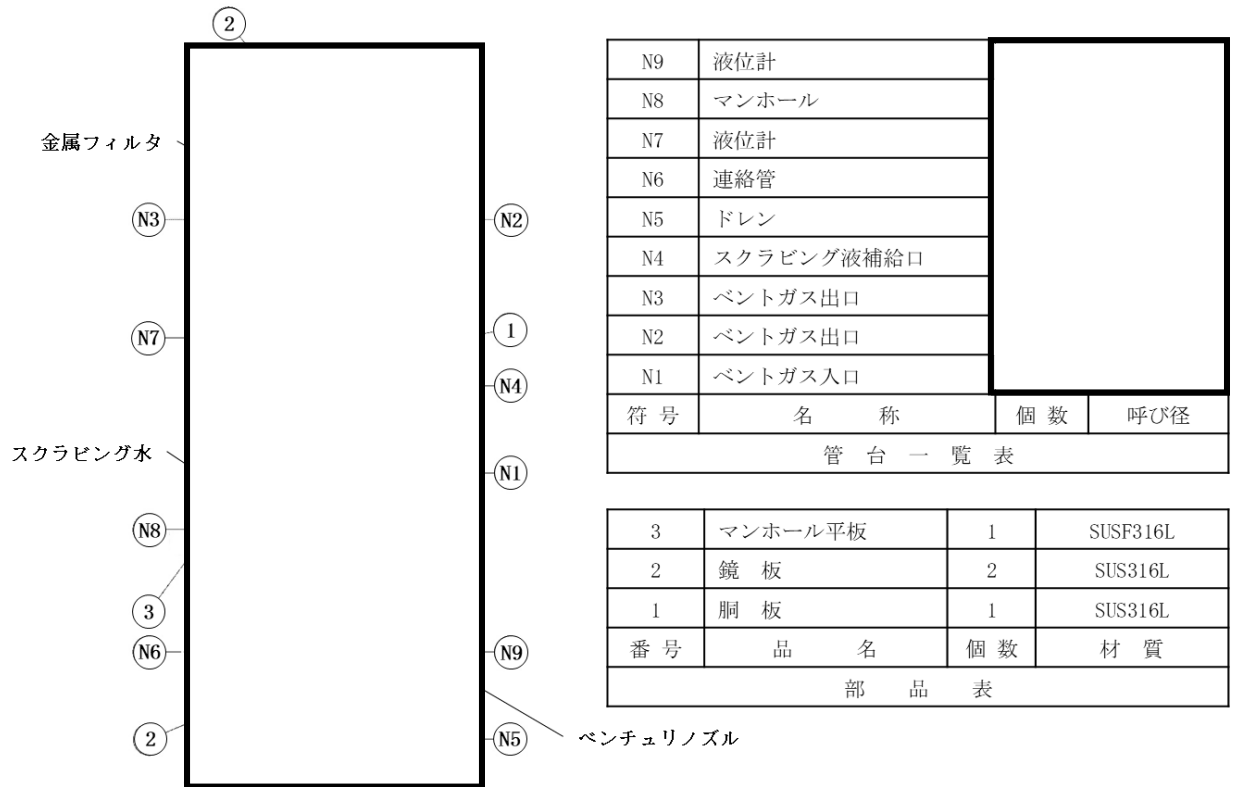 2
金属フィルタ
N3
N2
N7
1
N4
スクラビング水
N1
N8
3
N6
N9
2
N5
ベンチュリノズル
N9 液位計
N8 マンホール
N7 液位計
N6 連絡管
N5 ドレン
N4 スクラビング液補給口
N3 ベントガス出口
N2 ベントガス出口
N1 ベントガス入口
符号 名称 個数 呼び径
管台一覧表
3 マンホール平板 1 SUSF316L
2 鏡板 2 SUS316L
1 胴板 1 SUS316L
番号 品名 個数 材質
部品表